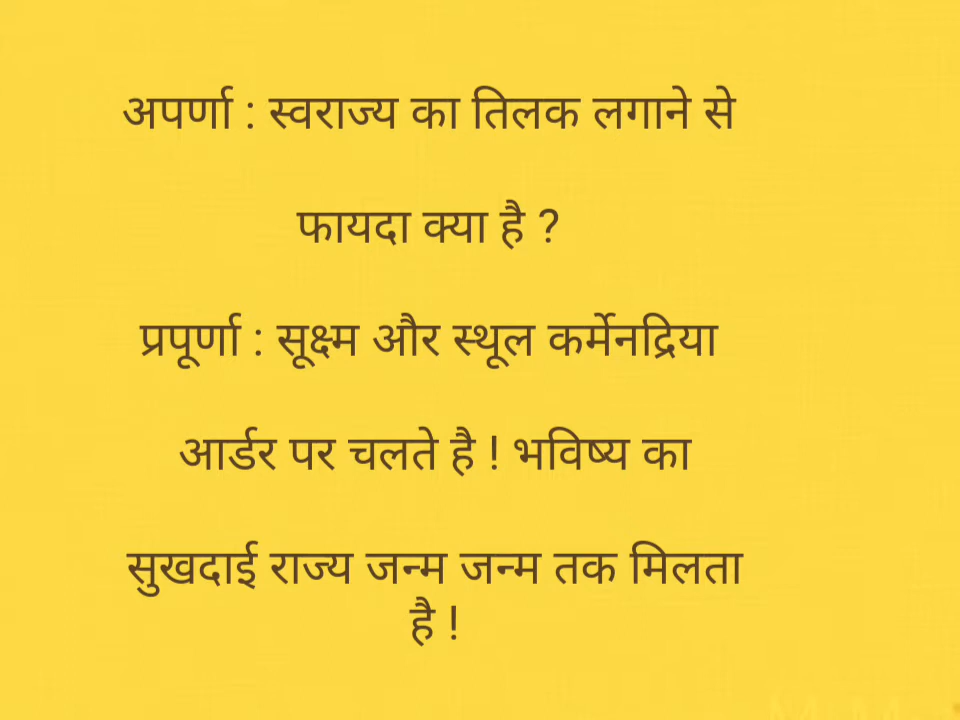 अपर्णा : स्वराज्य का तिलक लगाने से
फायदा क्या है ?
प्रपूर्णा : सूक्ष्म और स्थूल कर्मेनद्रिया
आर्डर पर चलते है ! भविष्य का
सुखदाई राज्य जन्म जन्म तक मिलता
है !